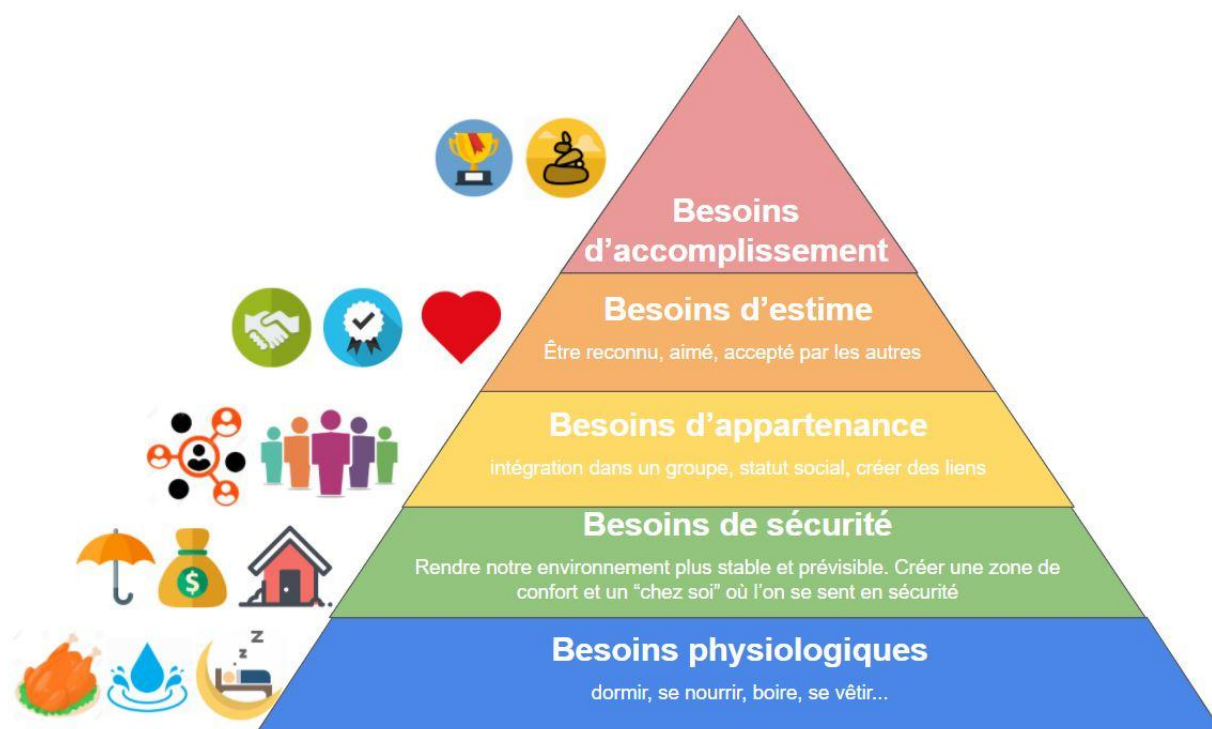 Besoins
d'accomplissement
Besoins d'estime
Être reconnu, aimé, accepté par les autres
Besoins d'appartenance
intégration dans un groupe, statut social, créer des liens
Besoins de sécurité
Rendre notre environnement plus stable et prévisible. Créer une zone de
confort et un “chez soi” où l'on se sent en sécurité
Z
z
z
Besoins physiologiques
dormir, se nourrir, boire, se vêtir...
$